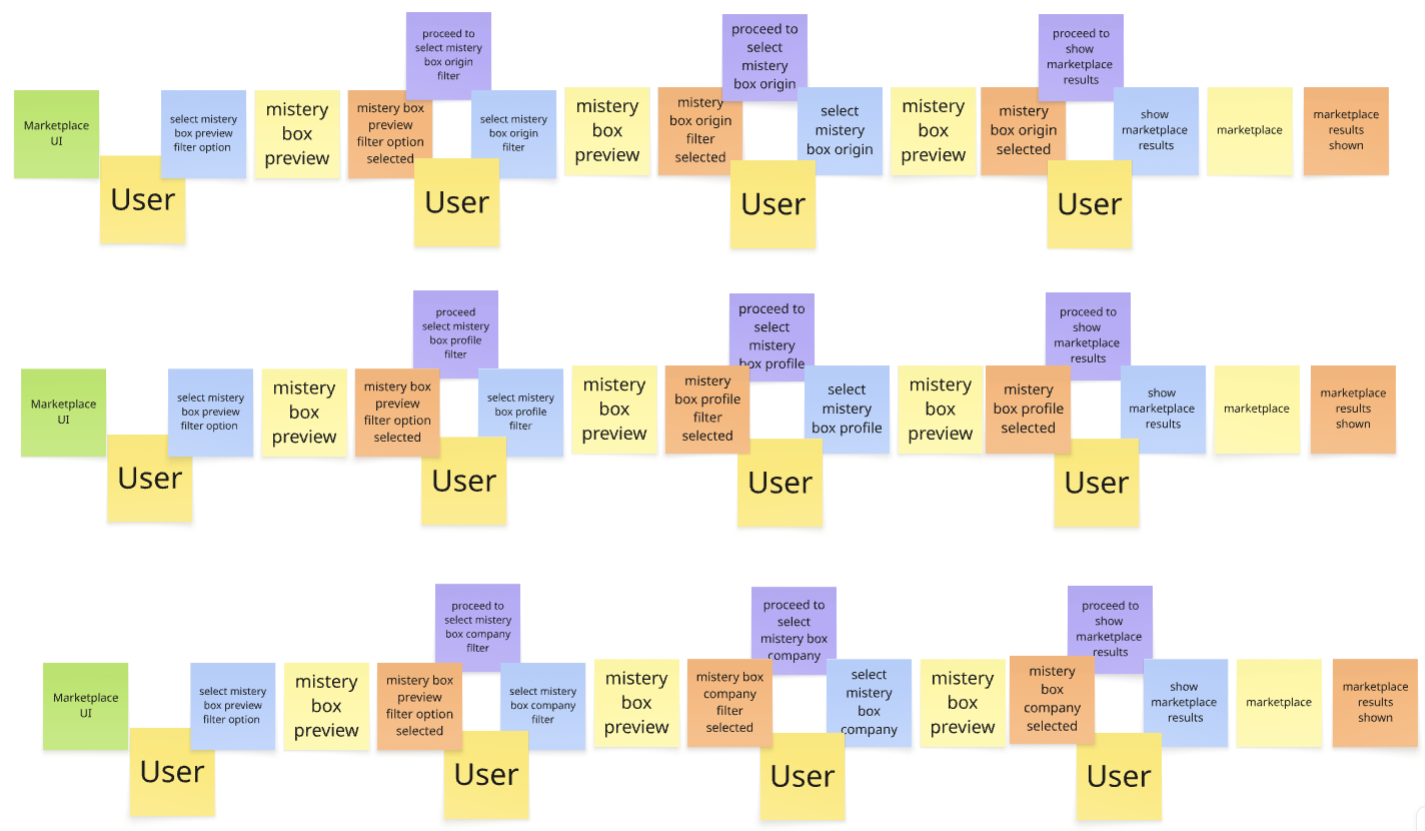 proceed to
select mistery
box origin
filter
proceed to
select
mistery
box origin
proceed to
show
marketplace
results
Marketplace
UI
select mistery
box preview
filter option
mistery
box
preview
mistery box
preview
filter option
selected
select mistery
box origin
filter
mistery
box
preview
mistery
box origin
filter
selected
select
mistery
box origin
mistery
box
preview
mistery
box origin
selected
show
marketplace
results
marketplace
marketplace
results
shown
User
User
User
User
proceed
select mistery
box profile
filter
proceed to
select
mistery
box profile
proceed to
show
marketplace
results
Marketplace
UI
select mistery
box preview
filter option
mistery
box
preview
mistery box
preview
filter option
selected
select mistery
box profile
filter
mistery
box
preview
mistery
box profile
filter
selected
select
mistery
box profile
mistery
box
preview
mistery
box profile
selected
show
marketplace
results
marketplace
marketplace
results
shown
User
User
User
User
proceed to
select mistery
box company
filter
proceed to
select
mistery box
company
proceed to
show
marketplace
results
Marketplace
UI
select mistery
box preview
filter option
mistery
box
preview
mistery box
preview
filter option
selected
select mistery
box company
filter
mistery
box
preview
mistery box
company
filter
selected
select
mistery
box
company
mistery
box
preview
mistery
box
company
selected
show
marketplace
results
marketplace
marketplace
results
shown
User
User
User
User